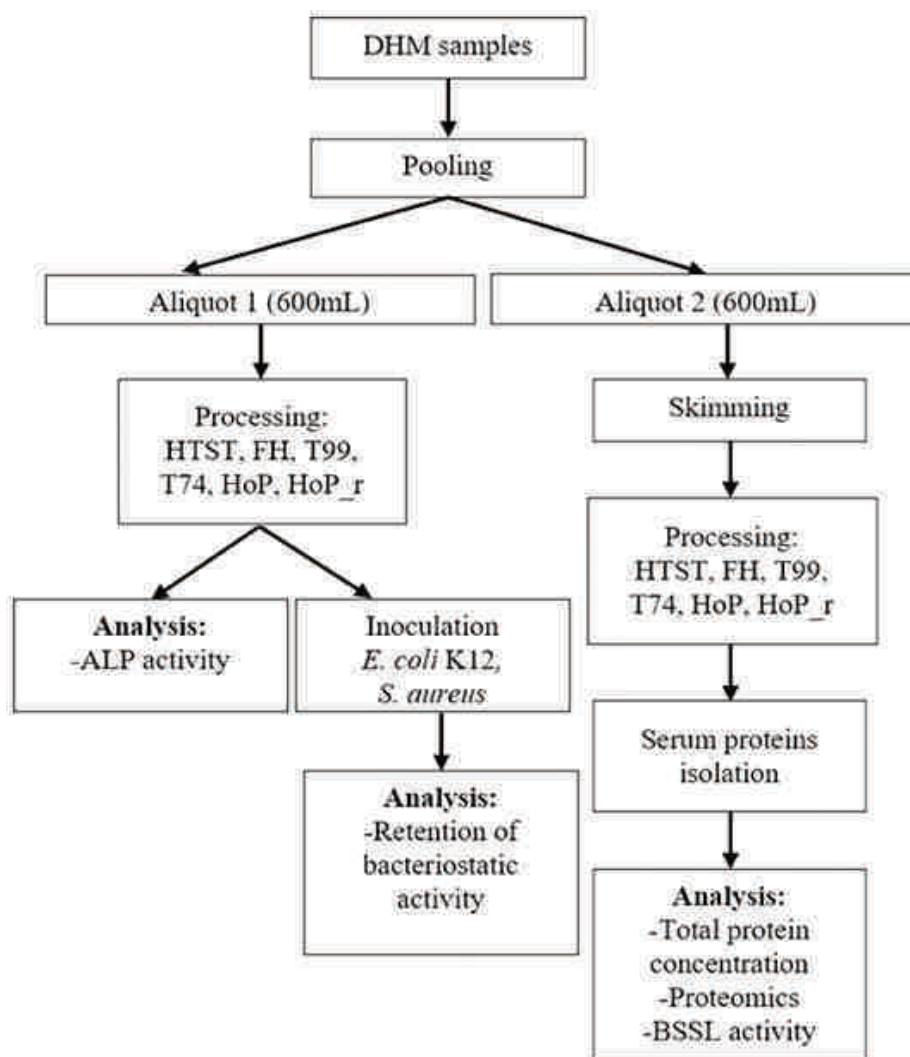 DHM samples
Pooling
Aliquot 1 (600mL)
Aliquot 2 (600mL)
Processing:
HTST, FH, T99,
T74, HoP, HoP_r
Skimming
Processing:
HTST, FH, T99,
T74, HoP, HoP_r
Analysis:
-ALP activity
Inoculation
E. coli K12,
S. aureus
Serum proteins
isolation
Analysis:
-Retention of
bacteriostatic
activity
Analysis:
-Total protein
concentration
-Proteomics
-BSSL activity